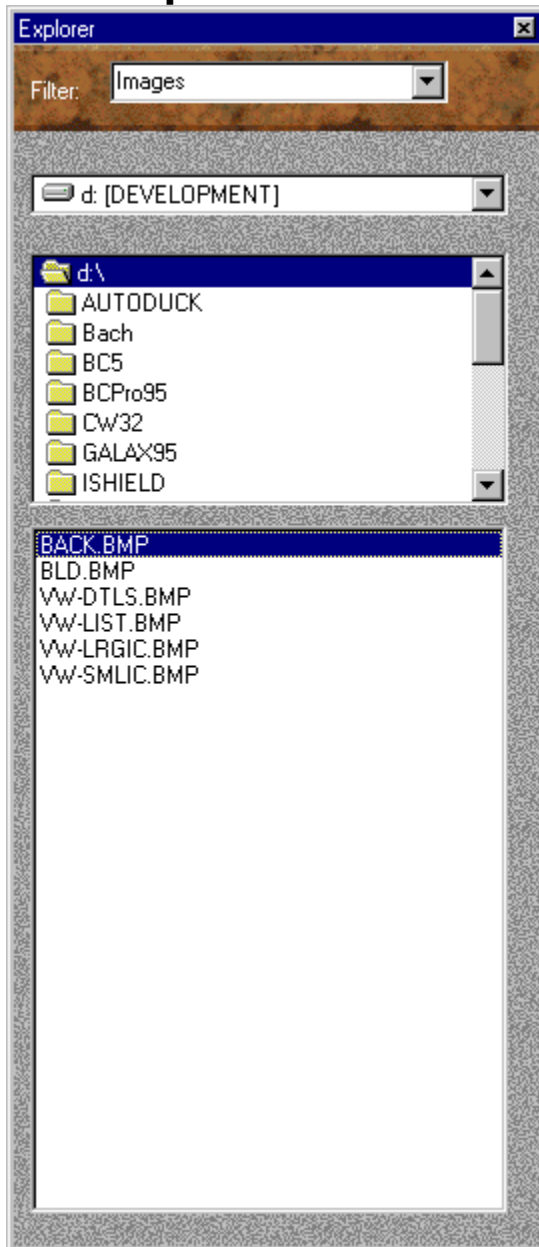 Explorer
Filter: Images
d: [DEVELOPMENT]
d:\
AUTODUCK
Bach
BC5
BCPro95
CW32
GALAX95
ISHIELD
BACK.BMP
BLD.BMP
VW-DTLS.BMP
VW-LIST.BMP
VW-LRGIC.BMP
VW-SMLIC.BMP